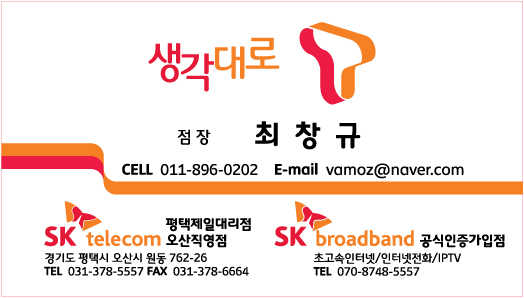 생각대로 T
점 장 최 창 규
CELL 011-896-0202 E-mail vamoz@naver.com
SK telecom 평택제일대리점 오산직영점
경기도 평택시 오산시 원동 762-26
TEL 031-378-5557 FAX 031-378-6664
SK broadband 공식인증가입점
초고속인터넷/인터넷전화/IPTV
TEL 070-8748-5557